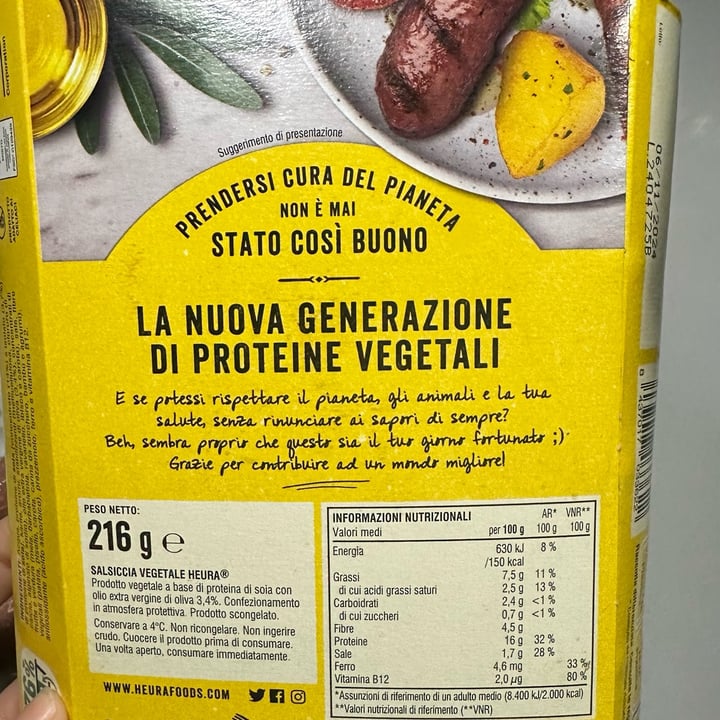 Suggerimento di presentazione
PRENDERSI CURA DEL PIANETA
NON È MAI
STATO COSÌ BUONO
LA NUOVA GENERAZIONE
DI PROTEINE VEGETALI
E se potessi rispettare il pianeta, gli animali e la tua
salute, senza rinunciare ai sapori di sempre?
Beh, sembra proprio che questo sia il tuo giorno fortunato ;)
Grazie per contribuire ad un mondo migliore!
PESO NETTO:
216 g ℮
SALSICCIA VEGETALE HEURA®
Prodotto vegetale a base di proteina di soia con
olio extra vergine di oliva 3,4%. Confezionamento
in atmosfera protettiva. Prodotto scongelato.
Conservare a 4°C. Non ricongelare. Non ingerire
crudo. Cuocere il prodotto prima di consumare.
Una volta aperto, consumare immediatamente.
WWW.HEURAFOODS.COM
INFORMAZIONI NUTRIZIONALI AR* VNR**
Valori medi per 100 g 100 g 100 g
Energia 630 kJ 8 %
/150 kcal
Grassi 7,5 g 11 %
di cui acidi grassi saturi 2,5 g 13 %
Carboidrati 2,4 g <1 %
di cui zuccheri 0,7 g <1 %
Fibre 4,5 g
Proteine 16 g 32 %
Sale 1,7 g 28 %
Ferro 4,6 mg 33 %
Vitamina B12 2,0 µg 80 %
*Assunzioni di riferimento di un adulto medio (8.400 kJ/2.000 kcal)
**Valori nutrizionali di riferimento (**VNR)
06/11/2024
L24047225B
Corporation